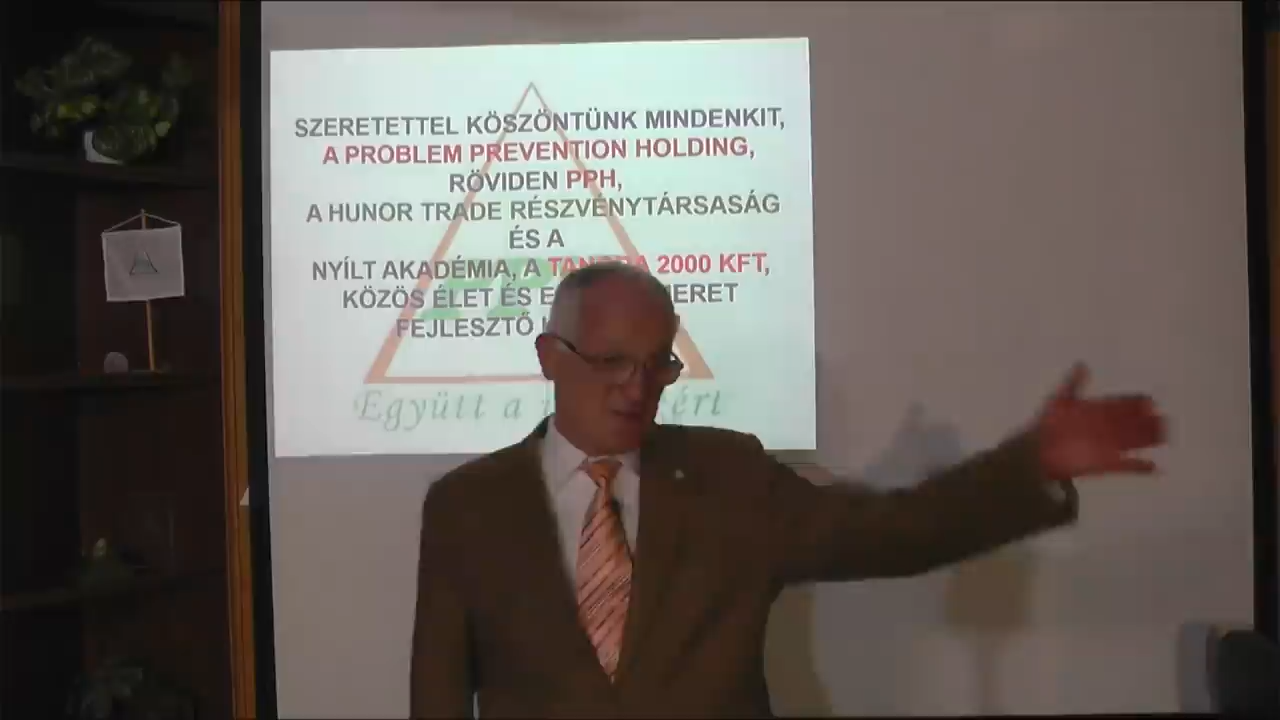 SZERETETTEL KÖSZÖNTÜNK MINDENKIT,
A PROBLEM PREVENTION HOLDING,
RÖVIDEN PPH,
A HUNOR TRADE RÉSZVÉNYTÁRSASÁG
ÉS A
NYÍLT AKADÉMIA, A 2000 KFT,
KÖZÖS ÉLET ÉS
FEJLESZTŐ
Együtt a